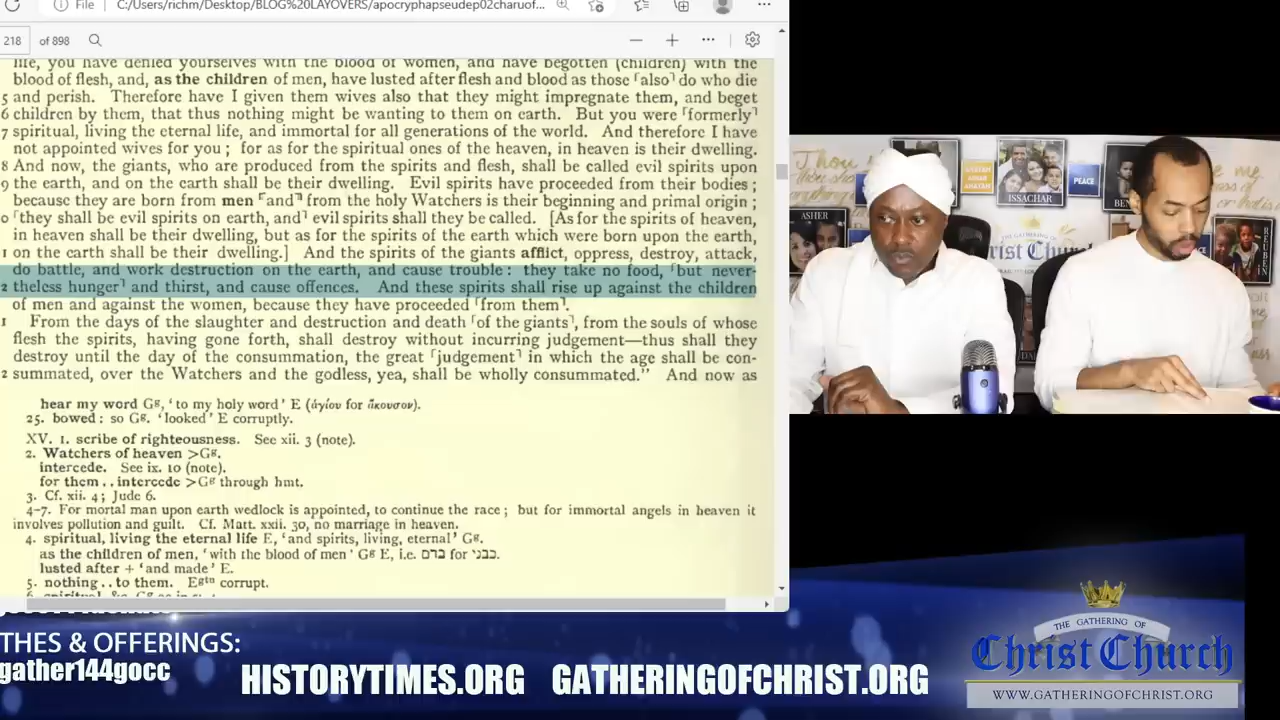 File
C:/Users/richm/Desktop/BLOG%20LAYOVERS/apocryphapseudep02charuof...
218 of 898
life, you have denied yourselves with the blood of women, and have begotten (children) with the
blood of flesh, and, as the children of men, have lusted after flesh and blood as those ⌜also⌝ do who die
5 and perish. Therefore have I given them wives also that they might impregnate them, and beget
6 children by them, that thus nothing might be wanting to them on earth. But you were ⌜formerly⌝
7 spiritual, living the eternal life, and immortal for all generations of the world. And therefore I have
not appointed wives for you ; for as for the spiritual ones of the heaven, in heaven is their dwelling.
8 And now, the giants, who are produced from the spirits and flesh, shall be called evil spirits upon
9 the earth, and on the earth shall be their dwelling. Evil spirits have proceeded from their bodies ;
because they are born from men ⌜and⌝ from the holy Watchers is their beginning and primal origin ;
0 ⌜they shall be evil spirits on earth, and⌝ evil spirits shall they be called. [As for the spirits of heaven,
in heaven shall be their dwelling, but as for the spirits of the earth which were born upon the earth,
1 on the earth shall be their dwelling.] And the spirits of the giants afflict, oppress, destroy, attack,
do battle, and work destruction on the earth, and cause trouble : they take no food, ⌜but never-
2 theless hunger⌝ and thirst, and cause offences. And these spirits shall rise up against the children
of men and against the women, because they have proceeded ⌜from them⌝.
1 From the days of the slaughter and destruction and death ⌜of the giants⌝, from the souls of whose
flesh the spirits, having gone forth, shall destroy without incurring judgement—thus shall they
destroy until the day of the consummation, the great ⌜judgement⌝ in which the age shall be con-
2 summated, over the Watchers and the godless, yea, shall be wholly consummated.” And now as
hear my word Gᵍ, ‘to my holy word’ E (ἁγίου for ἄκουσον).
25. bowed : so Gᵍ. ‘looked’ E corruptly.
XV. 1. scribe of righteousness. See xii. 3 (note).
2. Watchers of heaven >Gᵍ.
intercede. See ix. 10 (note).
for them . . intercede >Gᵍ through hmt.
3. Cf. xii. 4 ; Jude 6.
4-7. For mortal man upon earth wedlock is appointed, to continue the race ; but for immortal angels in heaven it
involves pollution and guilt. Cf. Matt. xxii. 30, no marriage in heaven.
4. spiritual, living the eternal life E, ‘and spirits, living, eternal’ Gᵍ.
as the children of men, ‘with the blood of men’ Gᵍ E, i.e. בדם for כבני.
lusted after + ‘and made’ E.
5. nothing . . to them. Eᵍᵗⁿ corrupt.
ASHER
ISSACHAR
PEACE
REUBEN
Christ Church
THES & OFFERINGS:
gather144gocc
HISTORYTIMES.ORG
GATHERINGOFCHRIST.ORG
THE GATHERING OF
Christ Church
WWW.GATHERINGOFCHRIST.ORG